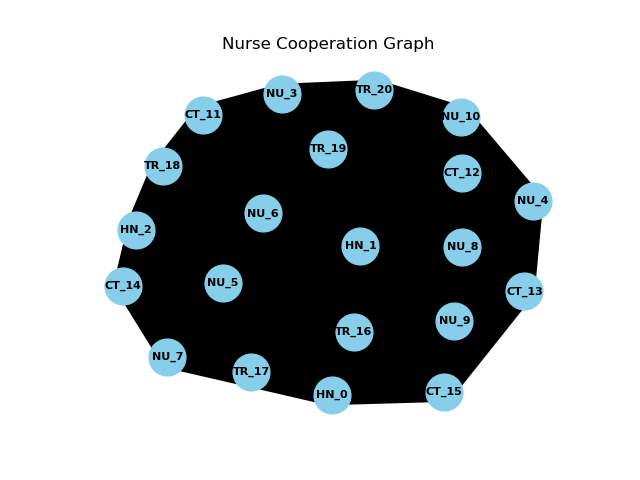 Nurse Cooperation Graph
TR_20
NU_3
CT_11
NU_10
TR_19
TR_18
CT_12
NU_4
NU_6
HN_2
HN_1
NU_8
NU_5
CT_14
CT_13
NU_9
TR_16
NU_7
TR_17
CT_15
HN_0